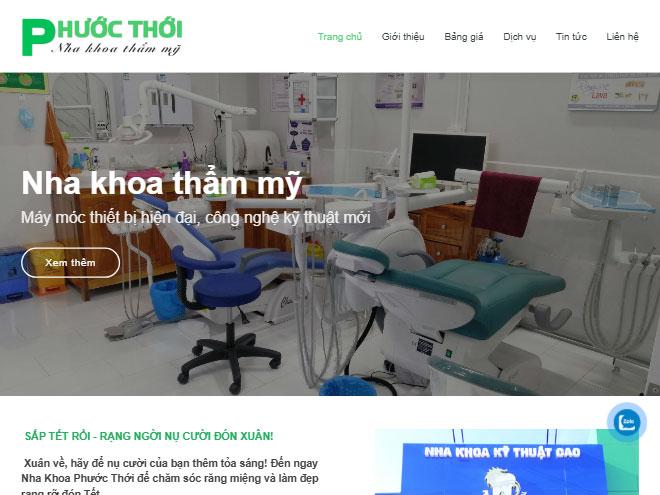 PHƯỚC THỚI
Nha khoa thẩm mỹ
Trang chủ Giới thiệu Bảng giá Dịch vụ Tin tức Liên hệ
Lava
Nha khoa thẩm mỹ
Máy móc thiết bị hiện đại, công nghệ kỹ thuật mới
Xem thêm
Zalo
SẮP TẾT RỒI - RẠNG NGỜI NỤ CƯỜI ĐÓN XUÂN!
NHA KHOA KỸ THUẬT CAO
Xuân về, hãy để nụ cười của bạn thêm tỏa sáng! Đến ngay
Nha Khoa Phước Thới để chăm sóc răng miệng và làm đẹp
rạng rỡ đón Tết